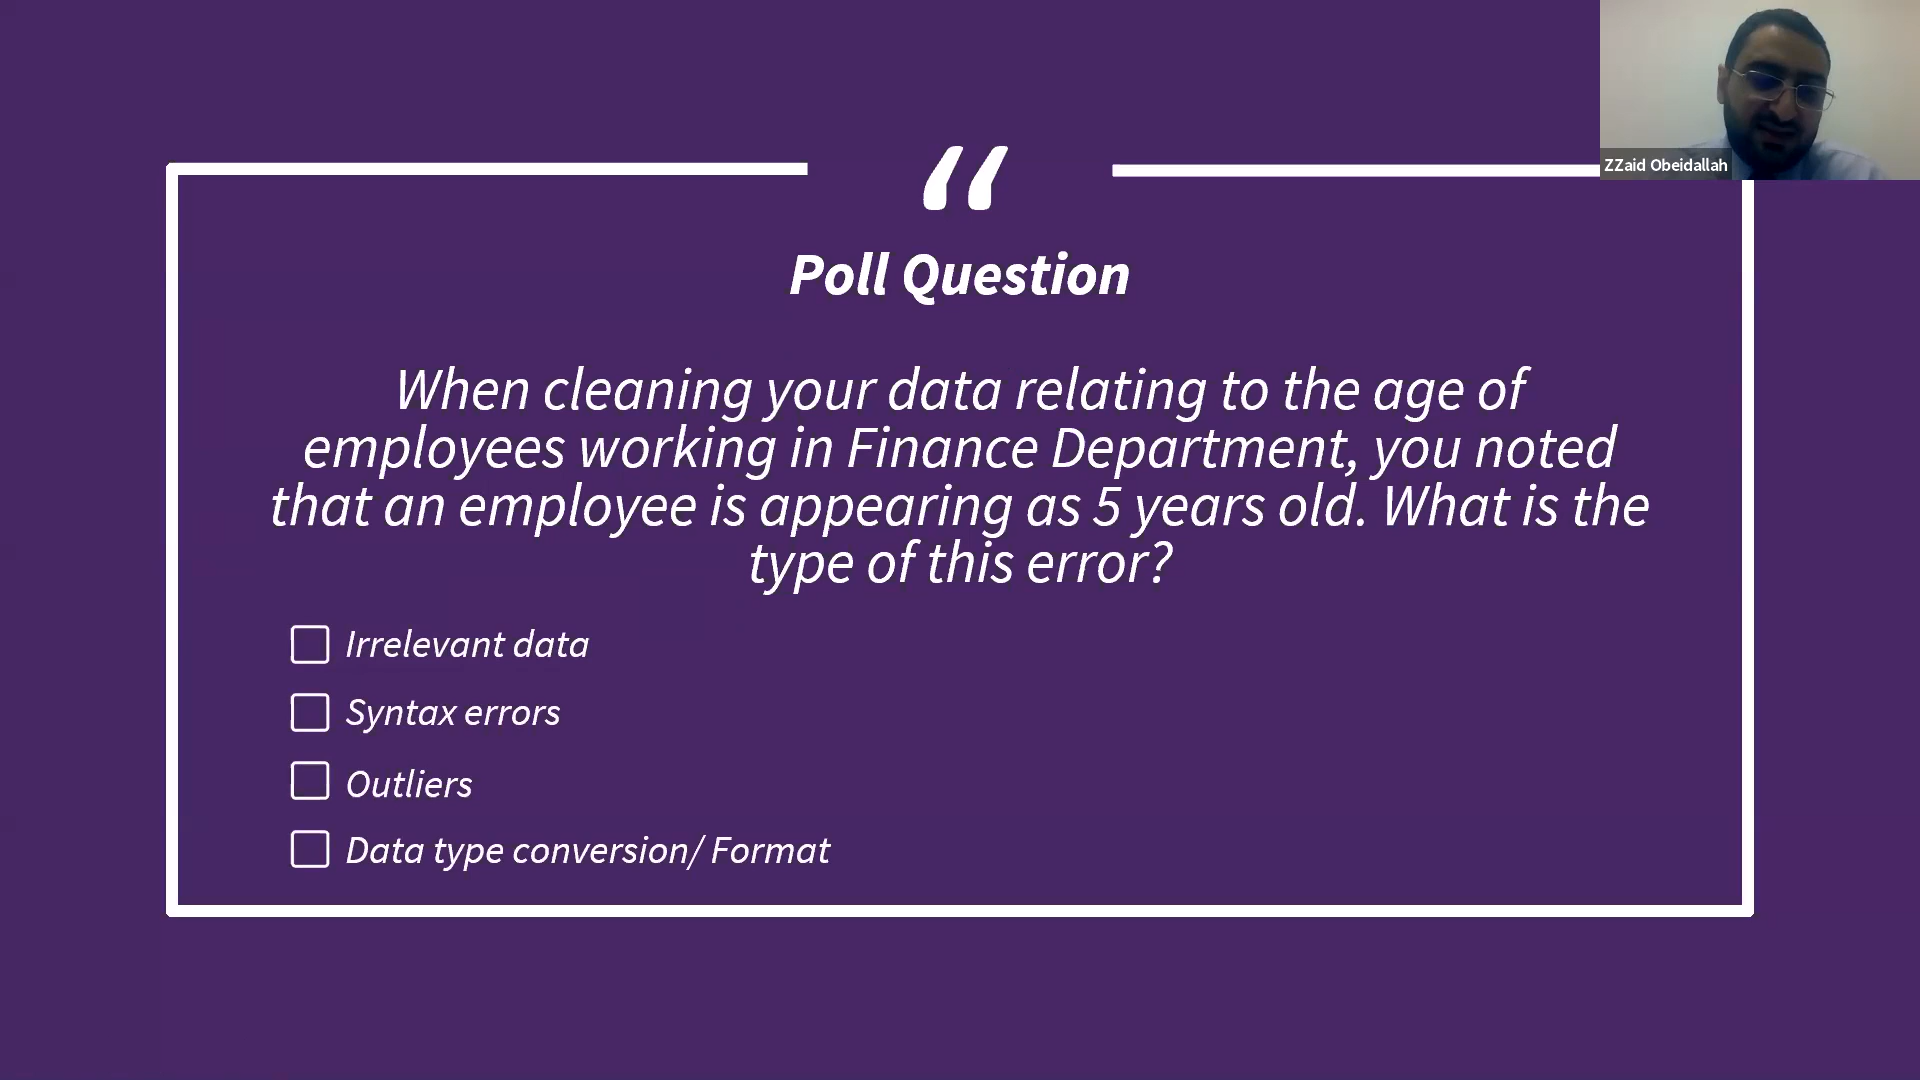 ZZaid Obeidallah
“
Poll Question
When cleaning your data relating to the age of
employees working in Finance Department, you noted
that an employee is appearing as 5 years old. What is the
type of this error?
Irrelevant data
Syntax errors
Outliers
Data type conversion/ Format